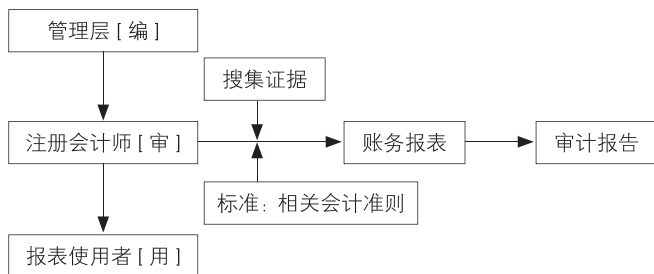 管理层［编］
搜集证据
注册会计师［审］
账务报表
审计报告
标准：相关会计准则
报表使用者［用］